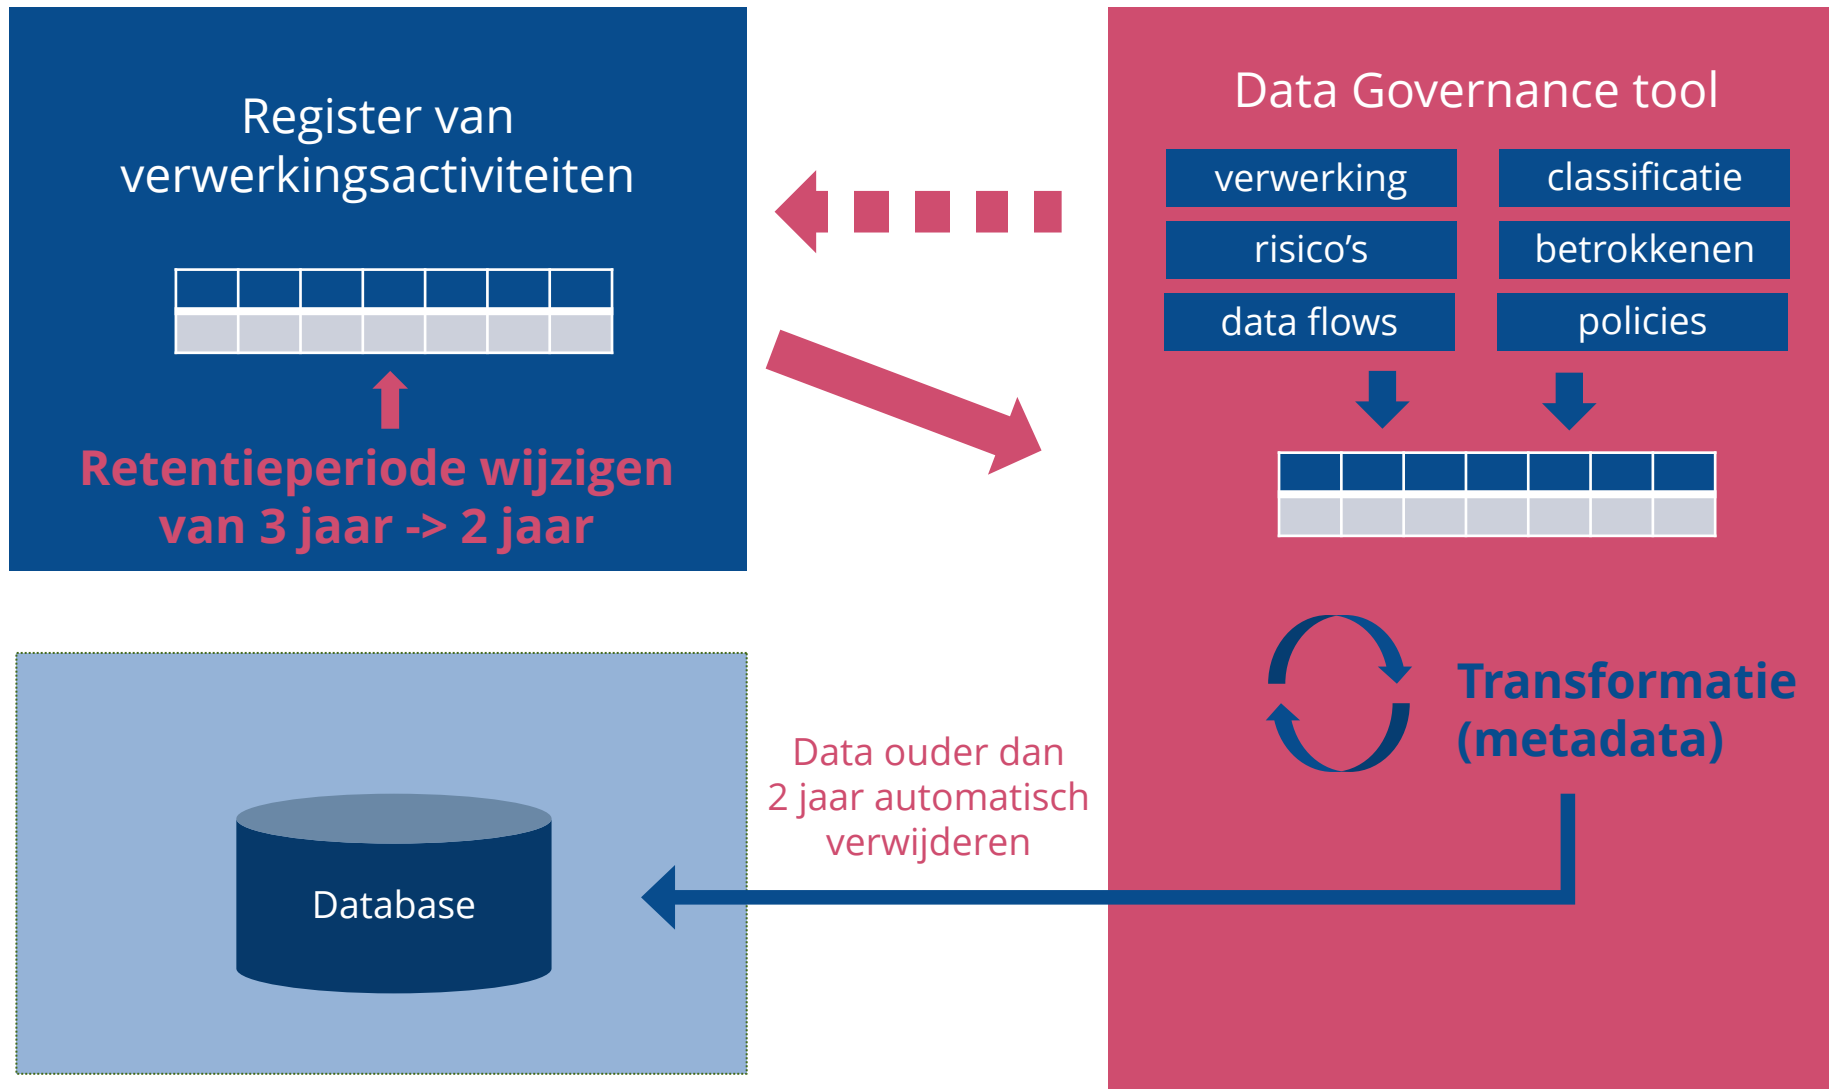 Register van
verwerkingsactiviteiten
Retentieperiode wijzigen
van 3 jaar -> 2 jaar
Data Governance tool
verwerking
classificatie
risico’s
betrokkenen
data flows
policies
Transformatie
(metadata)
Data ouder dan
2 jaar automatisch
verwijderen
Database